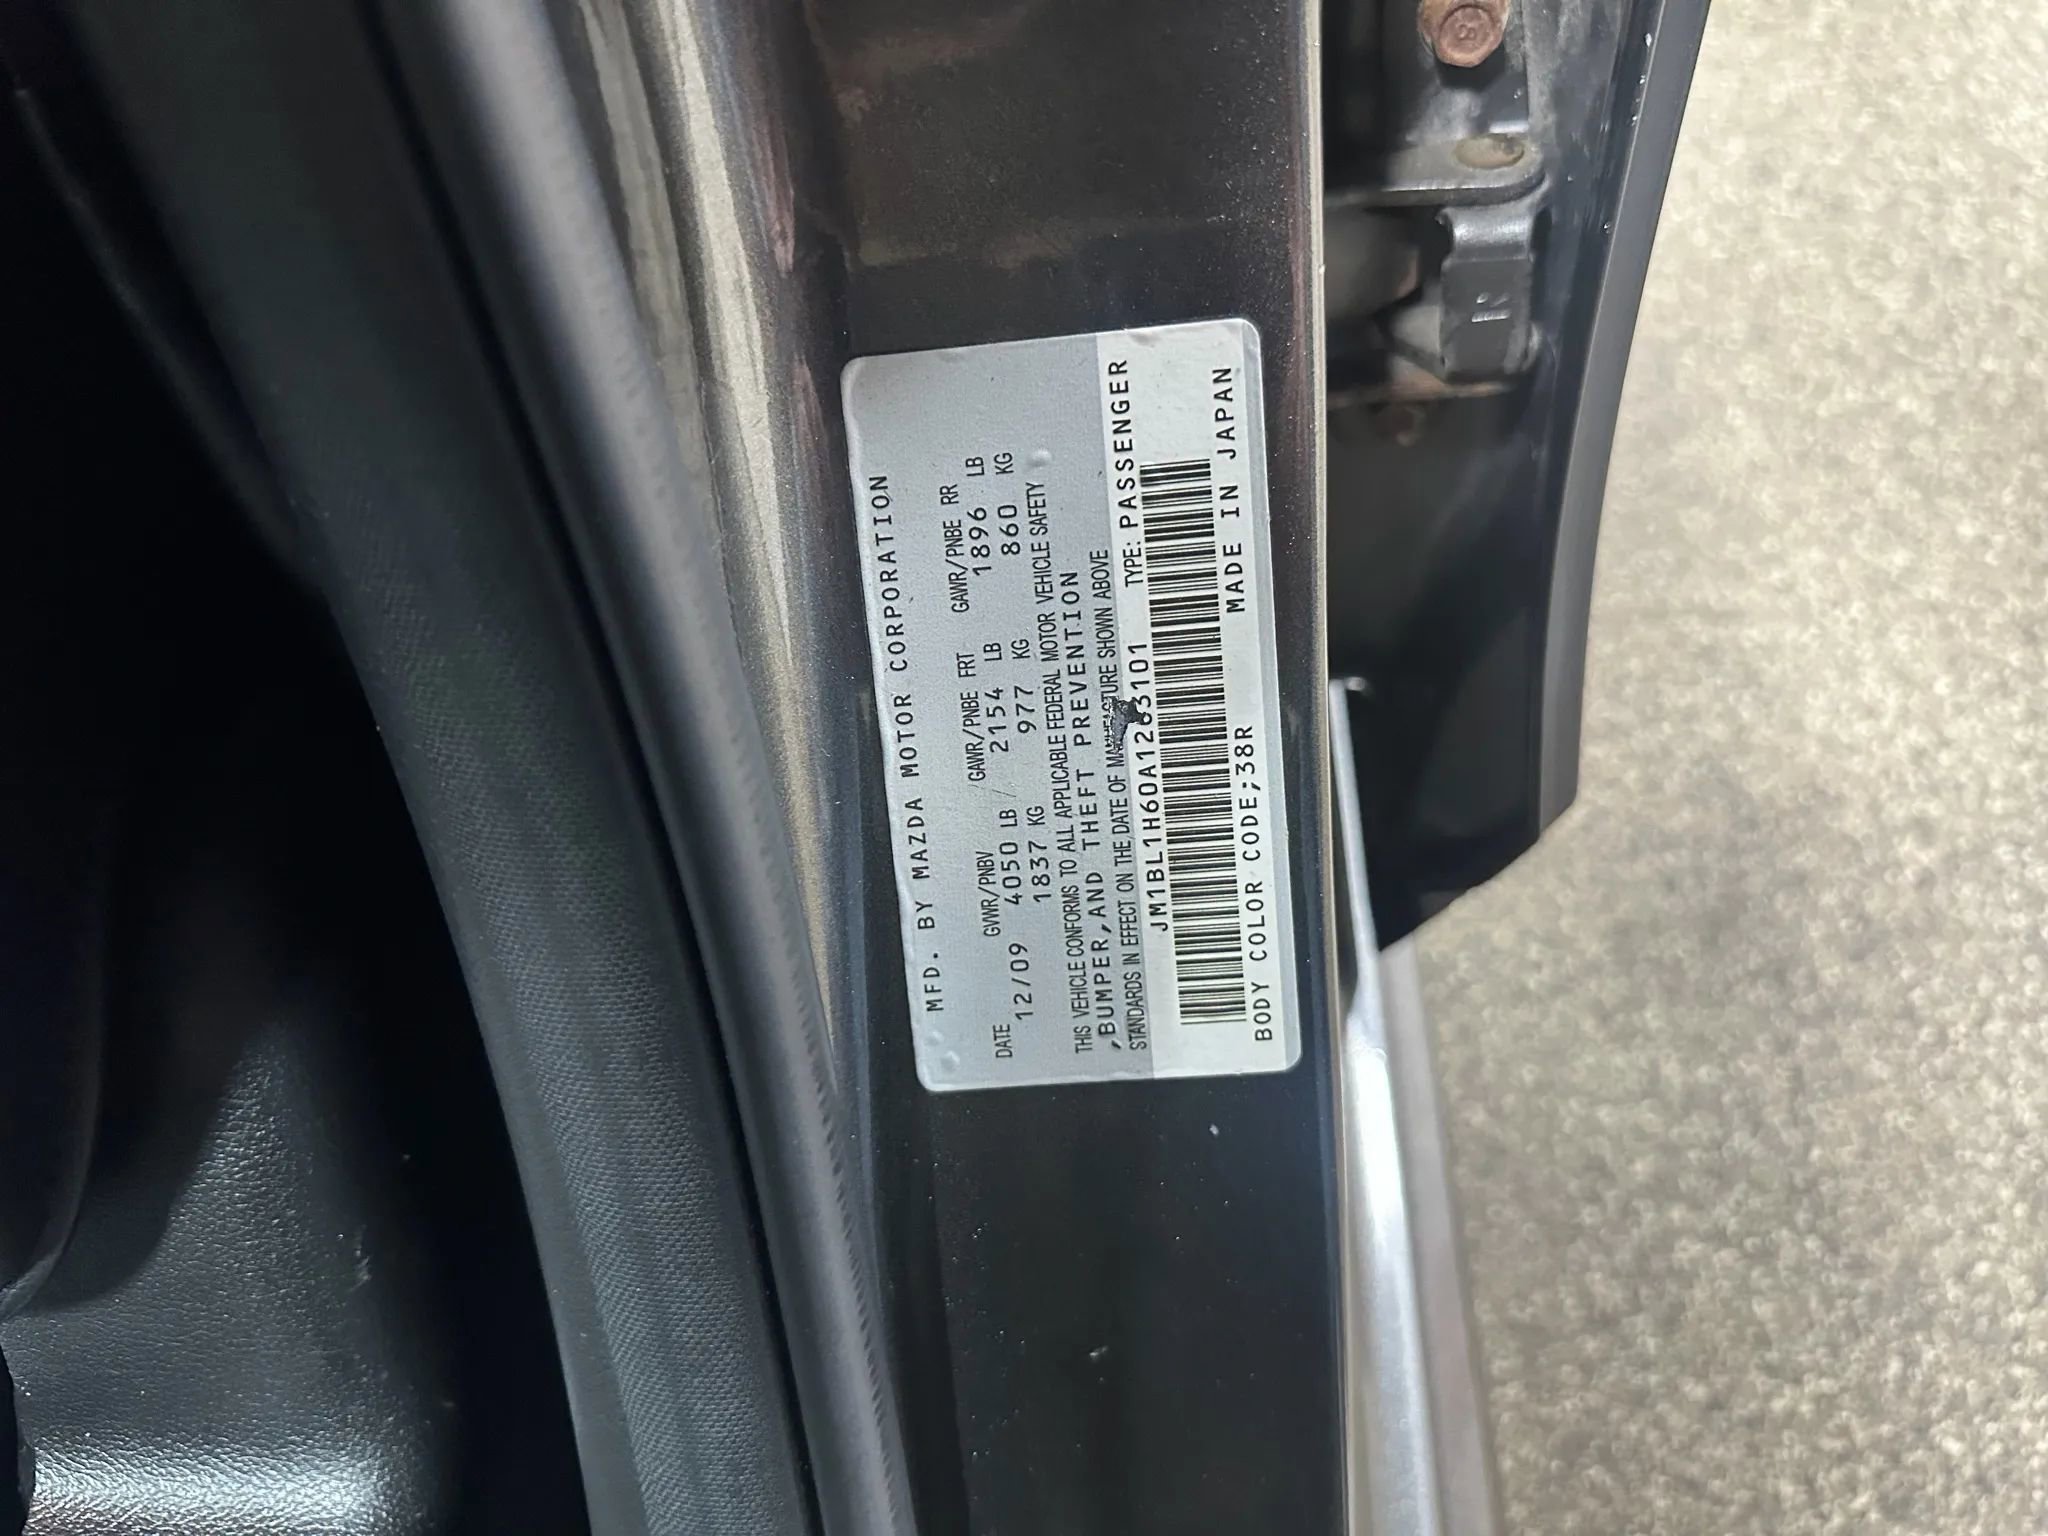 MFD. BY MAZDA MOTOR CORPORATION
DATE GVWR/PNBV GAWR/PNBE FRT GAWR/PNBE RR
12/09 4050 LB 2154 LB 1896 LB
1837 KG 977 KG 860 KG
THIS VEHICLE CONFORMS TO ALL APPLICABLE FEDERAL MOTOR VEHICLE SAFETY
,BUMPER,AND THEFT PREVENTION
STANDARDS IN EFFECT ON THE DATE OF MANUFACTURE SHOWN ABOVE
JM1BL1H60A1263101 TYPE: PASSENGER
BODY COLOR CODE;38R MADE IN JAPAN